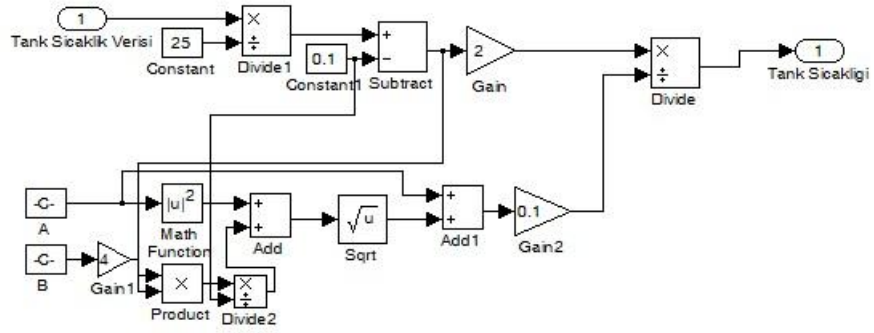 1
×
÷
Tank Sicaklik Verisi
25
Constant
Divide1
0.1
Constant1
+
−
Subtract
2
Gain
×
÷
Divide
1
Tank Sicakligi
-C-
A
|u|²
Math
Function
+
+
Add
√u
Sqrt
+
+
Add1
0.1
Gain2
-C-
B
4
Gain1
×
Product
×
÷
Divide2